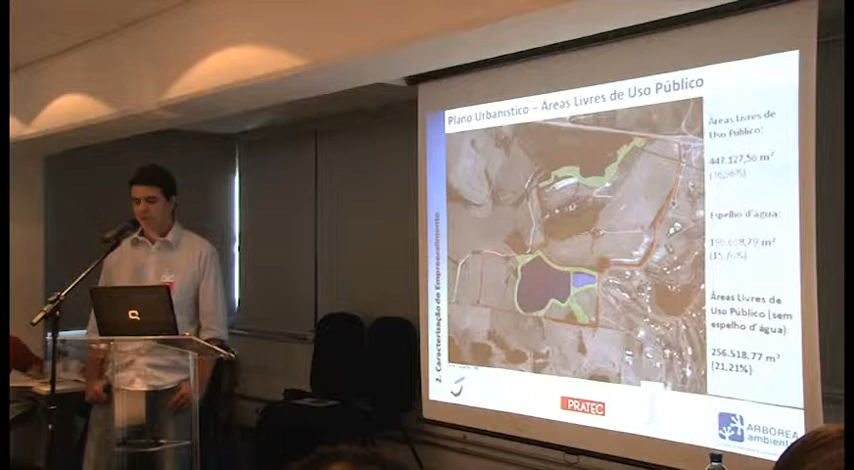 Plano Urbanístico – Áreas Livres de Uso Público
2. Caracterização do Empreendimento
Áreas Livres de
Uso Público:
447.127,56 m²
Espelho d'água:
(15,76%)
Áreas Livres de
Uso Público (sem
espelho d'água):
256.518,77 m²
(21,21%)
PRATEC
ARBOREA
ambiental